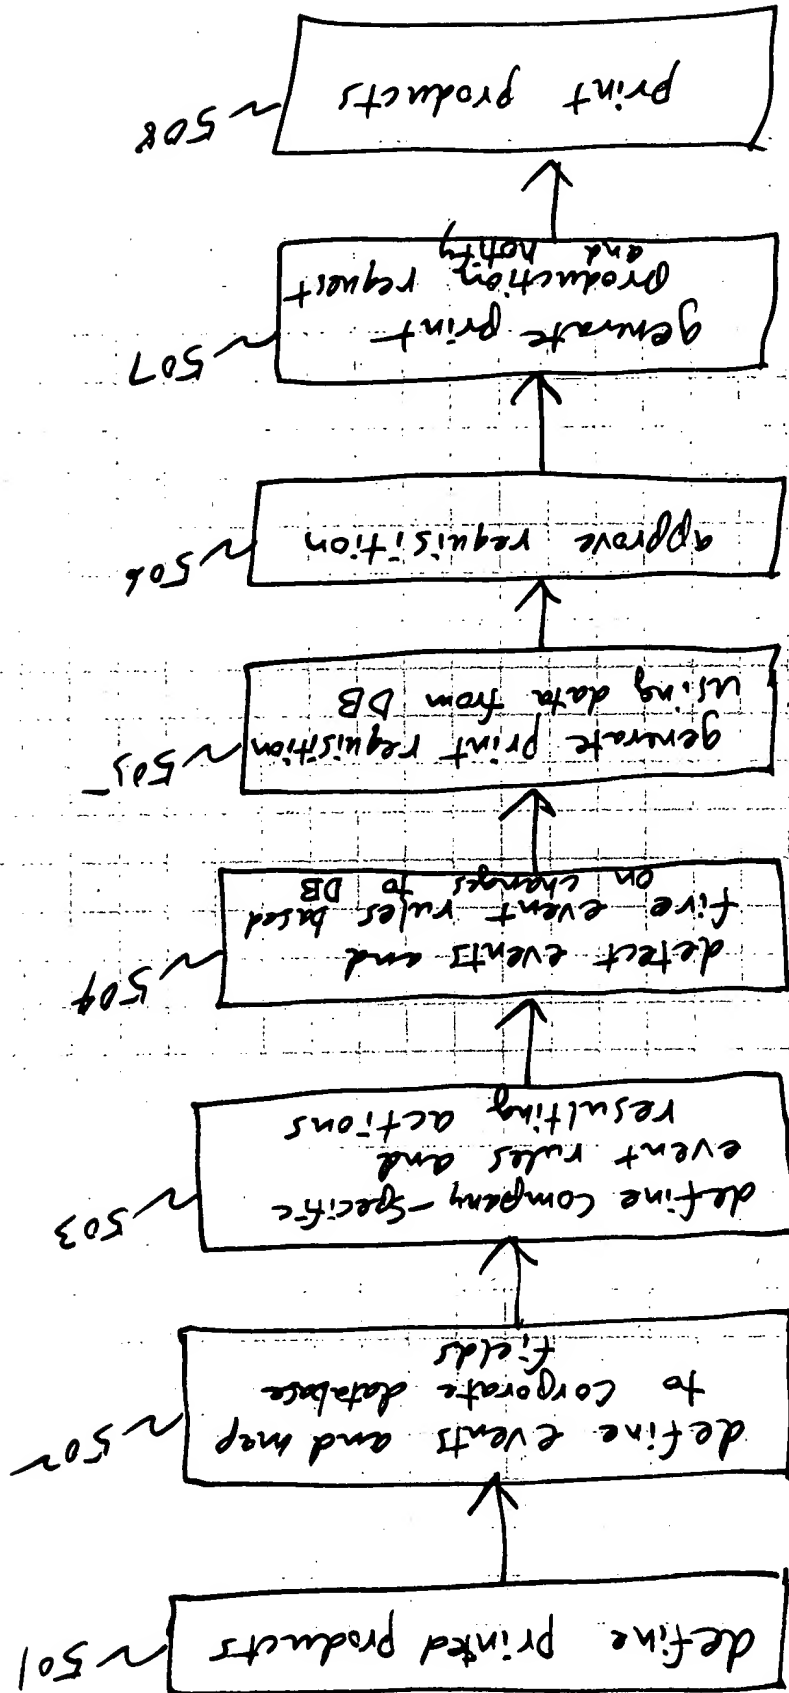 define printed products
501
define events and map
to corporate database
fields
502
define company-specific
event rules and
resulting actions
503
detect events and
fire event rules based
on changes to DB
504
generate print requisition
using data from DB
505
approve requisition
506
generate print
production request
and notify
507
print products
508